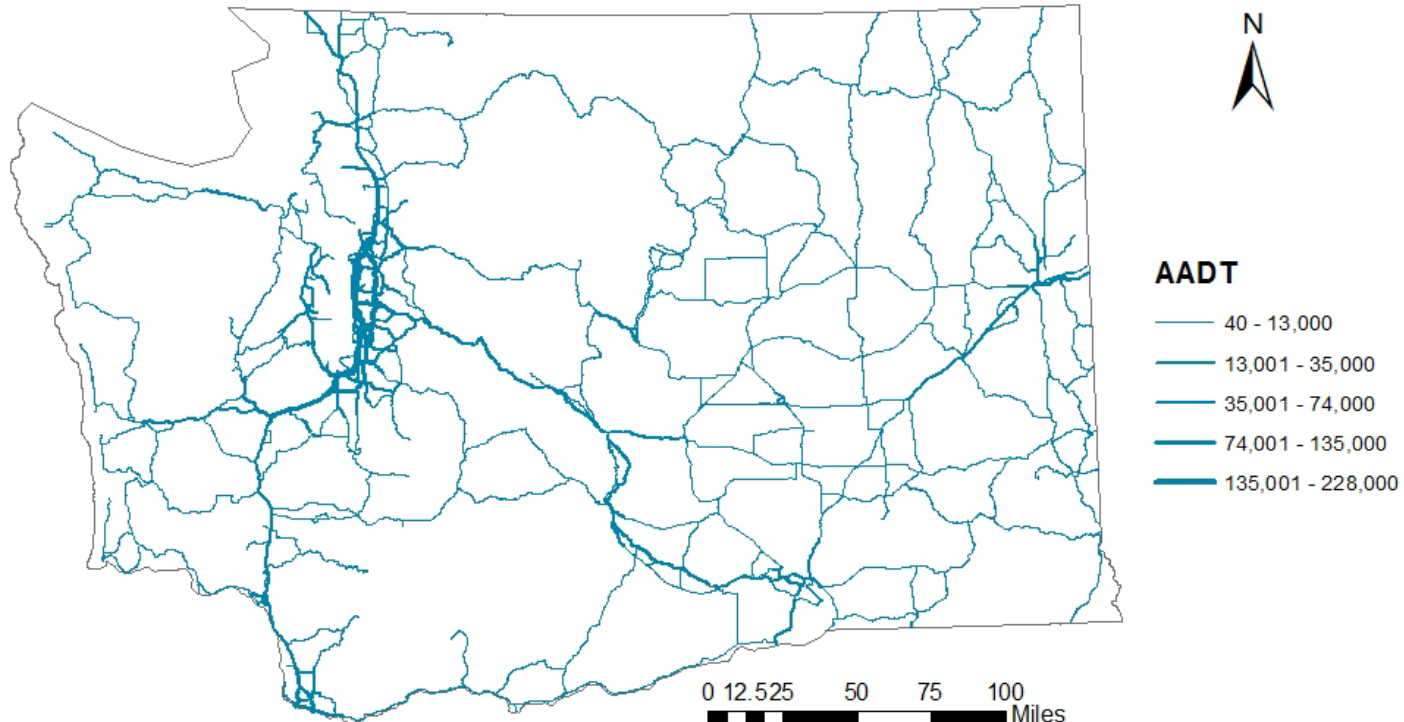 N
AADT
40 - 13,000
13,001 - 35,000
35,001 - 74,000
74,001 - 135,000
135,001 - 228,000
0 12.525 50 75 100
Miles